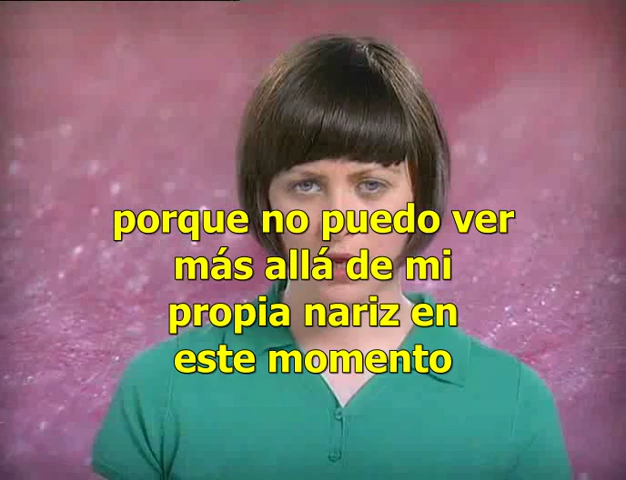 porque no puedo ver
más allá de mi
propia nariz en
este momento